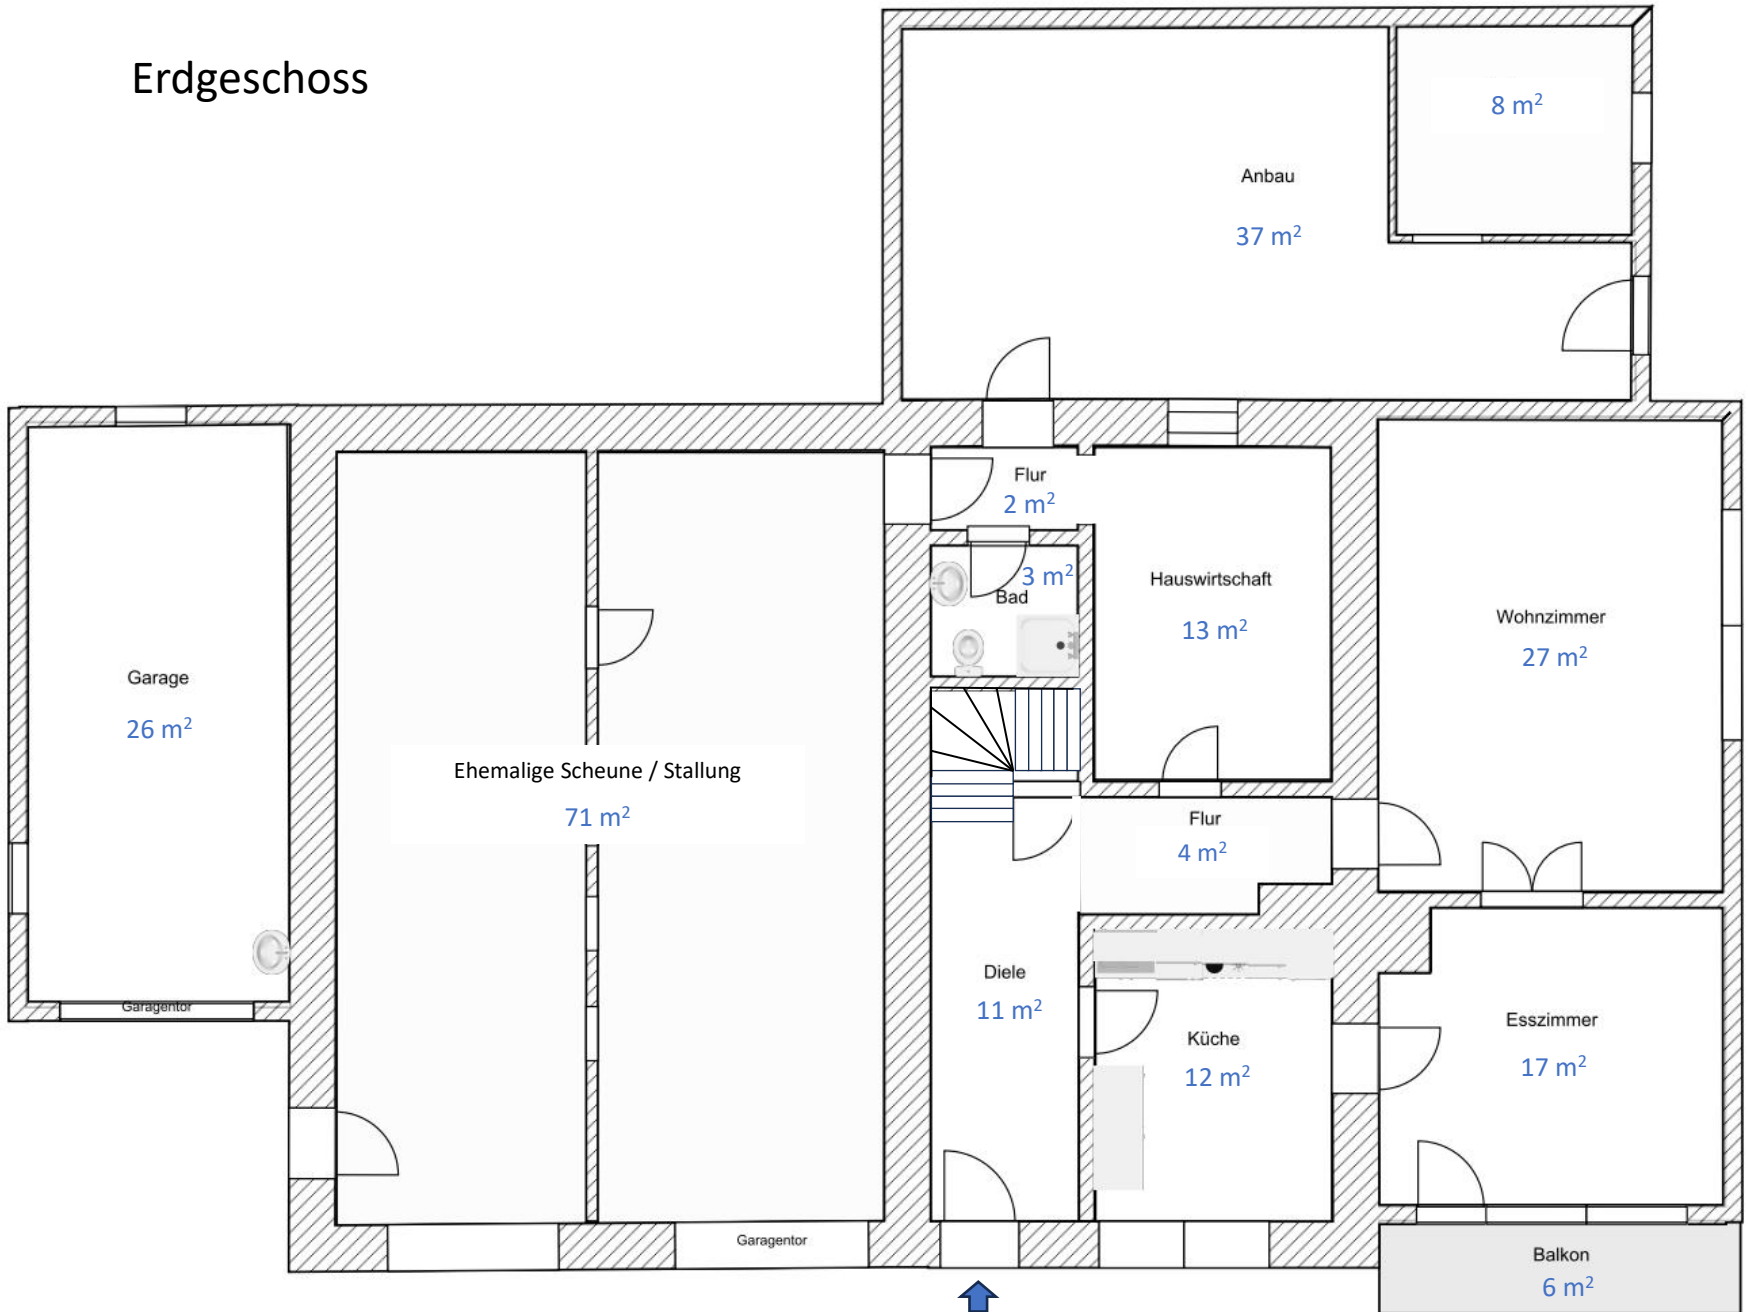 Erdgeschoss
8 m²
Anbau
37 m²
Flur
2 m²
3 m²
Bad
Hauswirtschaft
13 m²
Wohnzimmer
27 m²
Garage
26 m²
Ehemalige Scheune / Stallung
71 m²
Flur
4 m²
Diele
11 m²
Garagentor
Küche
12 m²
Esszimmer
17 m²
Garagentor
Balkon
6 m²